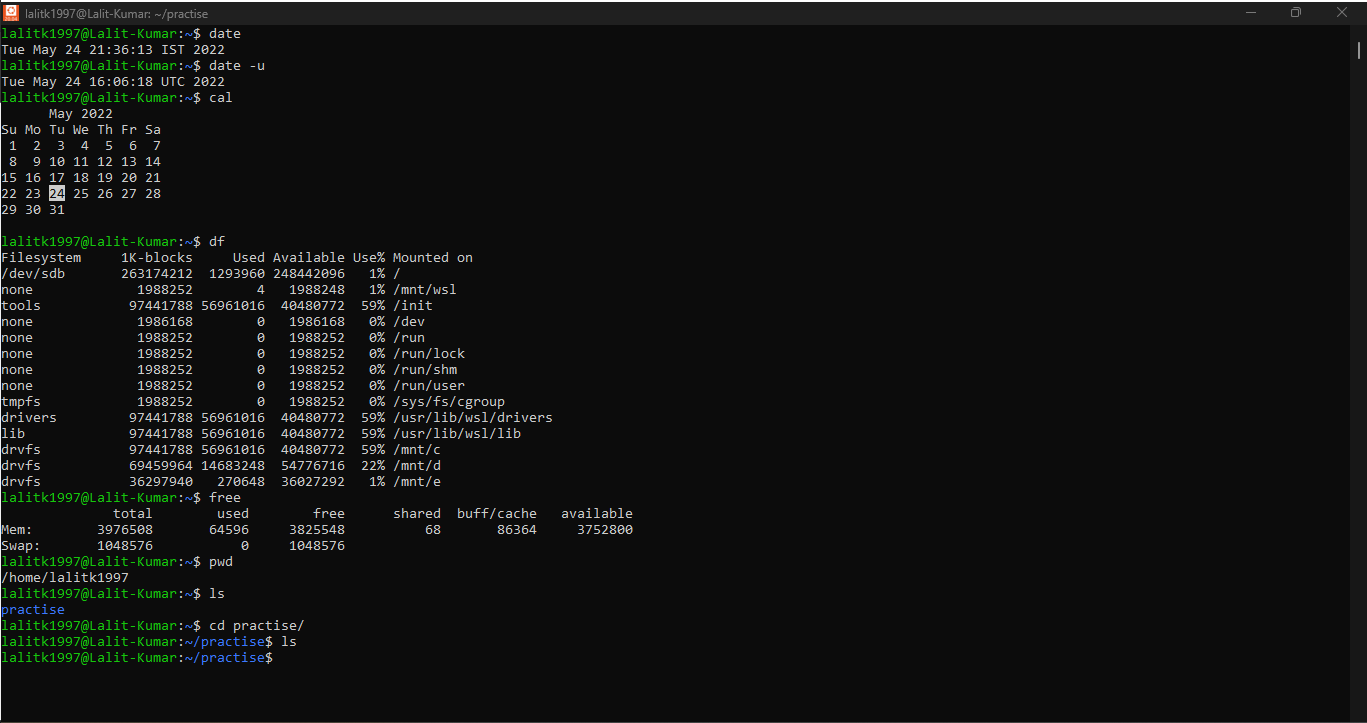 lalitk1997@Lalit-Kumar: ~/practise
lalitk1997@Lalit-Kumar:~$ date
Tue May 24 21:36:13 IST 2022
lalitk1997@Lalit-Kumar:~$ date -u
Tue May 24 16:06:18 UTC 2022
lalitk1997@Lalit-Kumar:~$ cal
      May 2022
Su Mo Tu We Th Fr Sa
 1  2  3  4  5  6  7
 8  9 10 11 12 13 14
15 16 17 18 19 20 21
22 23 24 25 26 27 28
29 30 31

lalitk1997@Lalit-Kumar:~$ df
Filesystem     1K-blocks     Used Available Use% Mounted on
/dev/sdb       263174212  1293960 248442096   1% /
none             1988252        4   1988248   1% /mnt/wsl
tools           97441788 56961016  40480772  59% /init
none             1986168        0   1986168   0% /dev
none             1988252        0   1988252   0% /run
none             1988252        0   1988252   0% /run/lock
none             1988252        0   1988252   0% /run/shm
none             1988252        0   1988252   0% /run/user
tmpfs            1988252        0   1988252   0% /sys/fs/cgroup
drivers         97441788 56961016  40480772  59% /usr/lib/wsl/drivers
lib             97441788 56961016  40480772  59% /usr/lib/wsl/lib
drvfs           97441788 56961016  40480772  59% /mnt/c
drvfs           69459964 14683248  54776716  22% /mnt/d
drvfs           36297940   270648  36027292   1% /mnt/e
lalitk1997@Lalit-Kumar:~$ free
              total        used        free      shared  buff/cache   available
Mem:        3976508       64596     3825548          68       86364     3752800
Swap:       1048576           0     1048576
lalitk1997@Lalit-Kumar:~$ pwd
/home/lalitk1997
lalitk1997@Lalit-Kumar:~$ ls
practise
lalitk1997@Lalit-Kumar:~$ cd practise/
lalitk1997@Lalit-Kumar:~/practise$ ls
lalitk1997@Lalit-Kumar:~/practise$